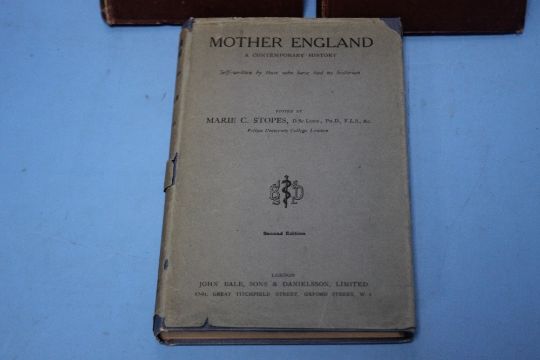 MOTHER ENGLAND
A CONTEMPORARY HISTORY
Self-written by those who have had no historian
EDITED BY
MARIE C. STOPES, D.Sc Lond., Ph.D., F.L.S., &c.
Fellow University College London
Second Edition
LONDON
JOHN BALE, SONS & DANIELSSON, LIMITED
GREAT TITCHFIELD STREET, OXFORD STREET, W 1